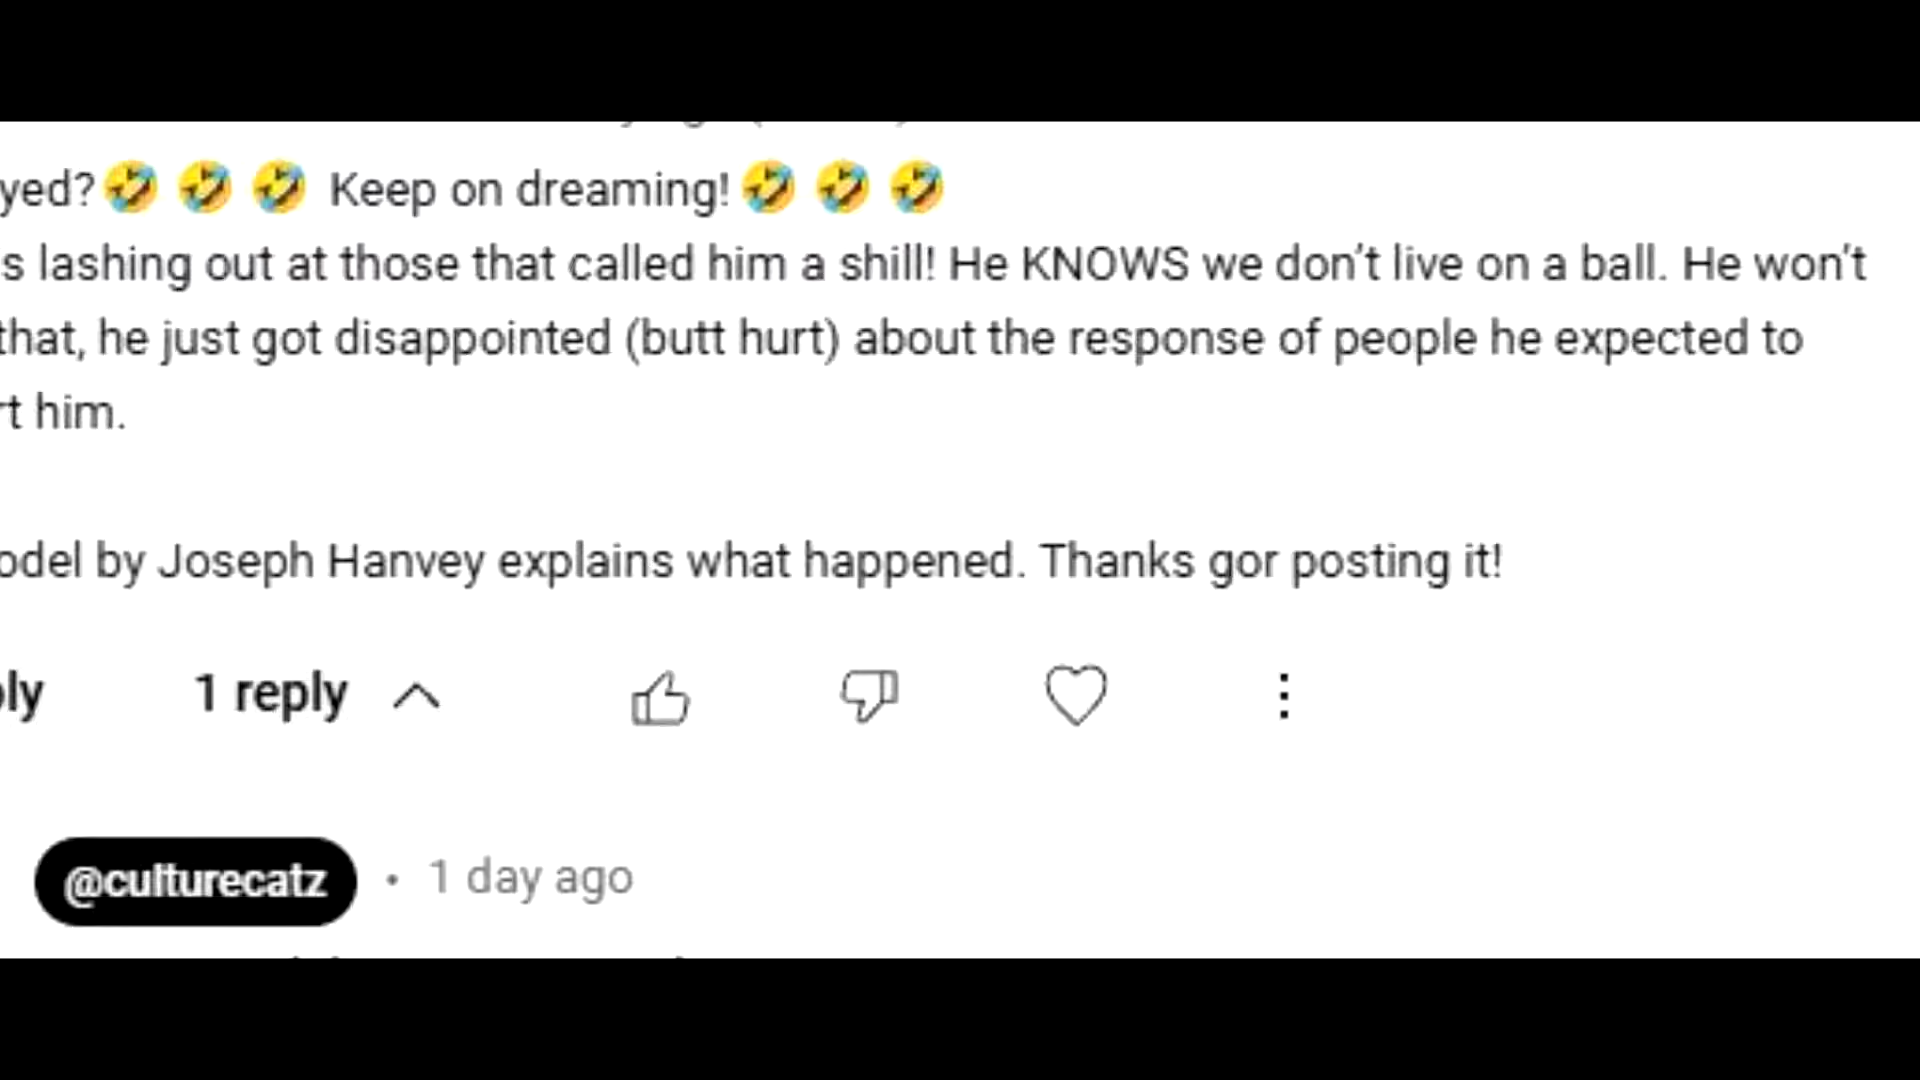 yed?🤣 🤣 🤣 Keep on dreaming!🤣 🤣 🤣
s lashing out at those that called him a shill! He KNOWS we don't live on a ball. He won't
that, he just got disappointed (butt hurt) about the response of people he expected to
rt him.
odel by Joseph Hanvey explains what happened. Thanks gor posting it!
ply 1 reply
@culturecatz • 1 day ago